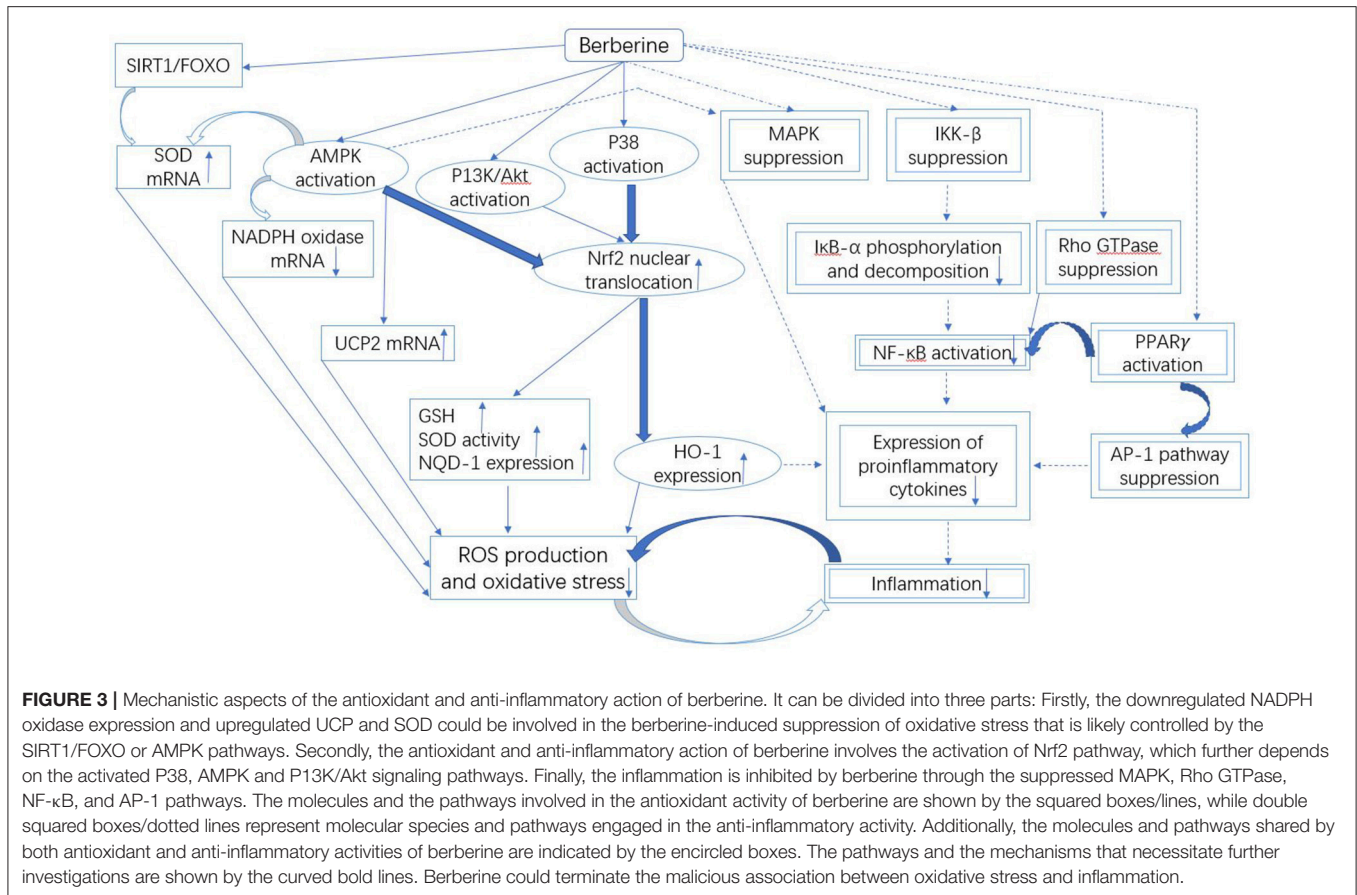 Berberine
SIRT1/FOXO
SOD
mRNA
AMPK
activation
P13K/Akt
activation
P38
activation
MAPK
suppression
IKK-β
suppression
NADPH oxidase
mRNA
Nrf2 nuclear
translocation
IκB-α phosphorylation
and decomposition
Rho GTPase
suppression
UCP2 mRNA
NF-κB activation
PPARγ
activation
GSH
SOD activity
NQD-1 expression
HO-1
expression
Expression of
proinflammatory
cytokines
AP-1 pathway
suppression
ROS production
and oxidative stress
Inflammation
FIGURE 3 | Mechanistic aspects of the antioxidant and anti-inflammatory action of berberine. It can be divided into three parts: Firstly, the downregulated NADPH
oxidase expression and upregulated UCP and SOD could be involved in the berberine-induced suppression of oxidative stress that is likely controlled by the
SIRT1/FOXO or AMPK pathways. Secondly, the antioxidant and anti-inflammatory action of berberine involves the activation of Nrf2 pathway, which further depends
on the activated P38, AMPK and P13K/Akt signaling pathways. Finally, the inflammation is inhibited by berberine through the suppressed MAPK, Rho GTPase,
NF-κB, and AP-1 pathways. The molecules and the pathways involved in the antioxidant activity of berberine are shown by the squared boxes/lines, while double
squared boxes/dotted lines represent molecular species and pathways engaged in the anti-inflammatory activity. Additionally, the molecules and pathways shared by
both antioxidant and anti-inflammatory activities of berberine are indicated by the encircled boxes. The pathways and the mechanisms that necessitate further
investigations are shown by the curved bold lines. Berberine could terminate the malicious association between oxidative stress and inflammation.